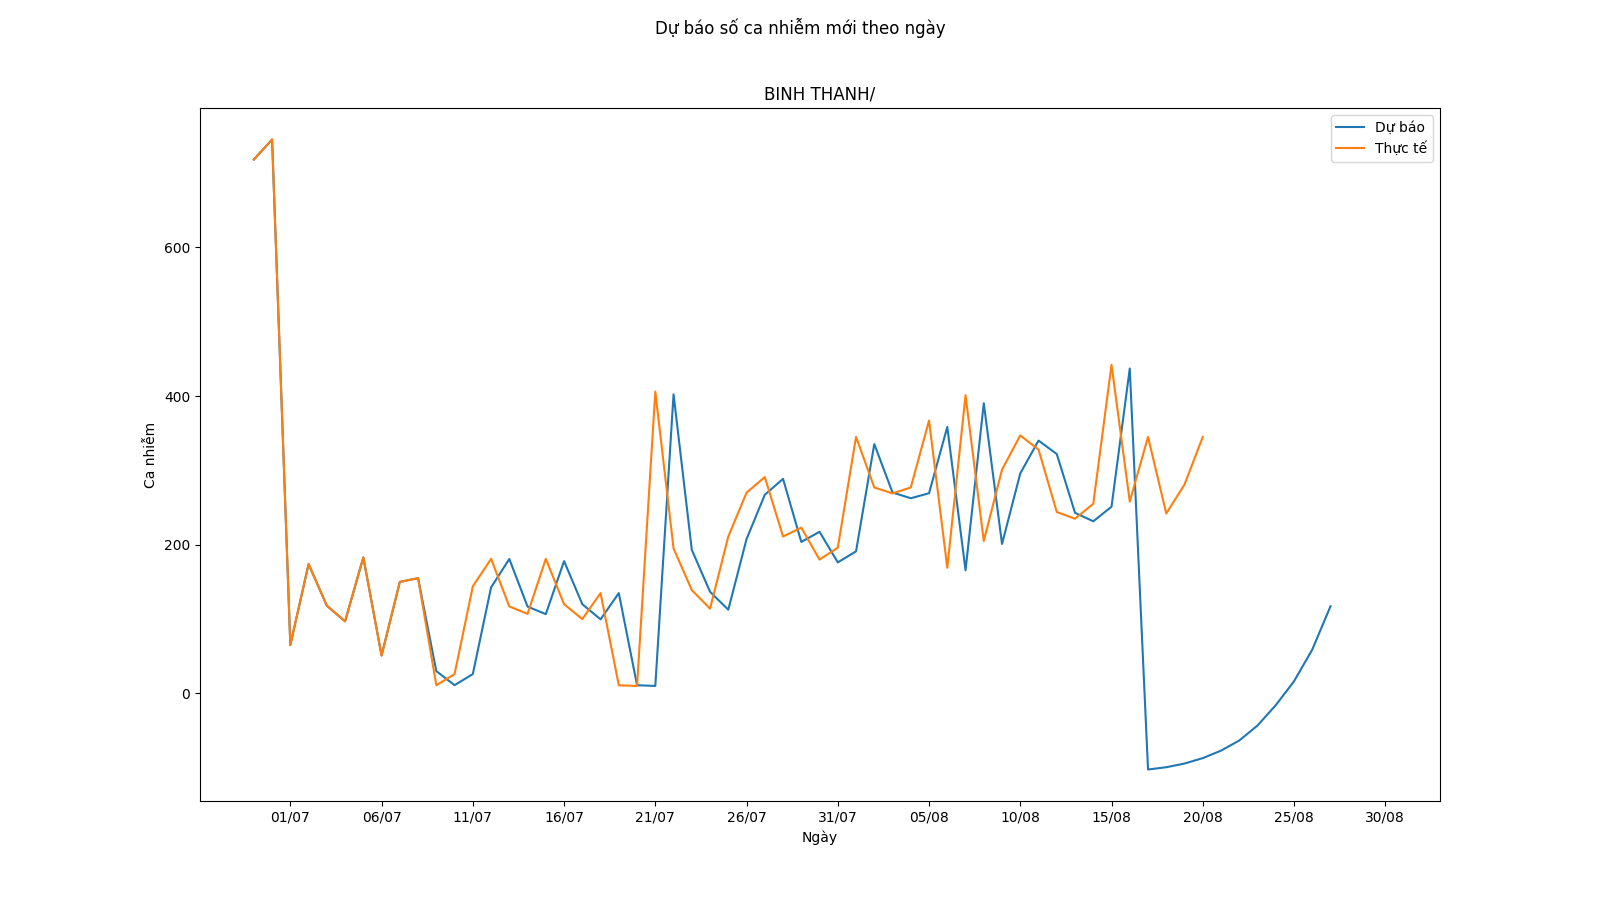 Dự báo số ca nhiễm mới theo ngày
BINH THANH/
Dự báo
Thực tế
600
400
200
0
Ca nhiễm
01/07 06/07 11/07 16/07 21/07 26/07 31/07 05/08 10/08 15/08 20/08 25/08 30/08
Ngày